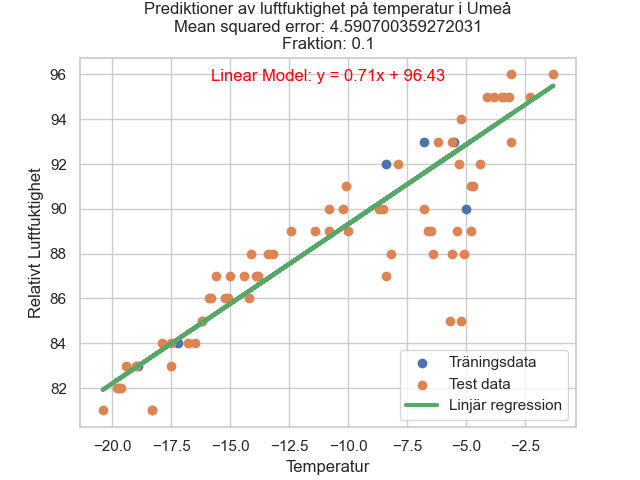 Prediktioner av luftfuktighet på temperatur i Umeå
Mean squared error: 4.590700359272031
Fraktion: 0.1
Linear Model: y = 0.71x + 96.43
96
94
92
90
88
86
84
82
Relativt Luftfuktighet
Träningsdata
Test data
Linjär regression
−20.0 −17.5 −15.0 −12.5 −10.0 −7.5 −5.0 −2.5
Temperatur